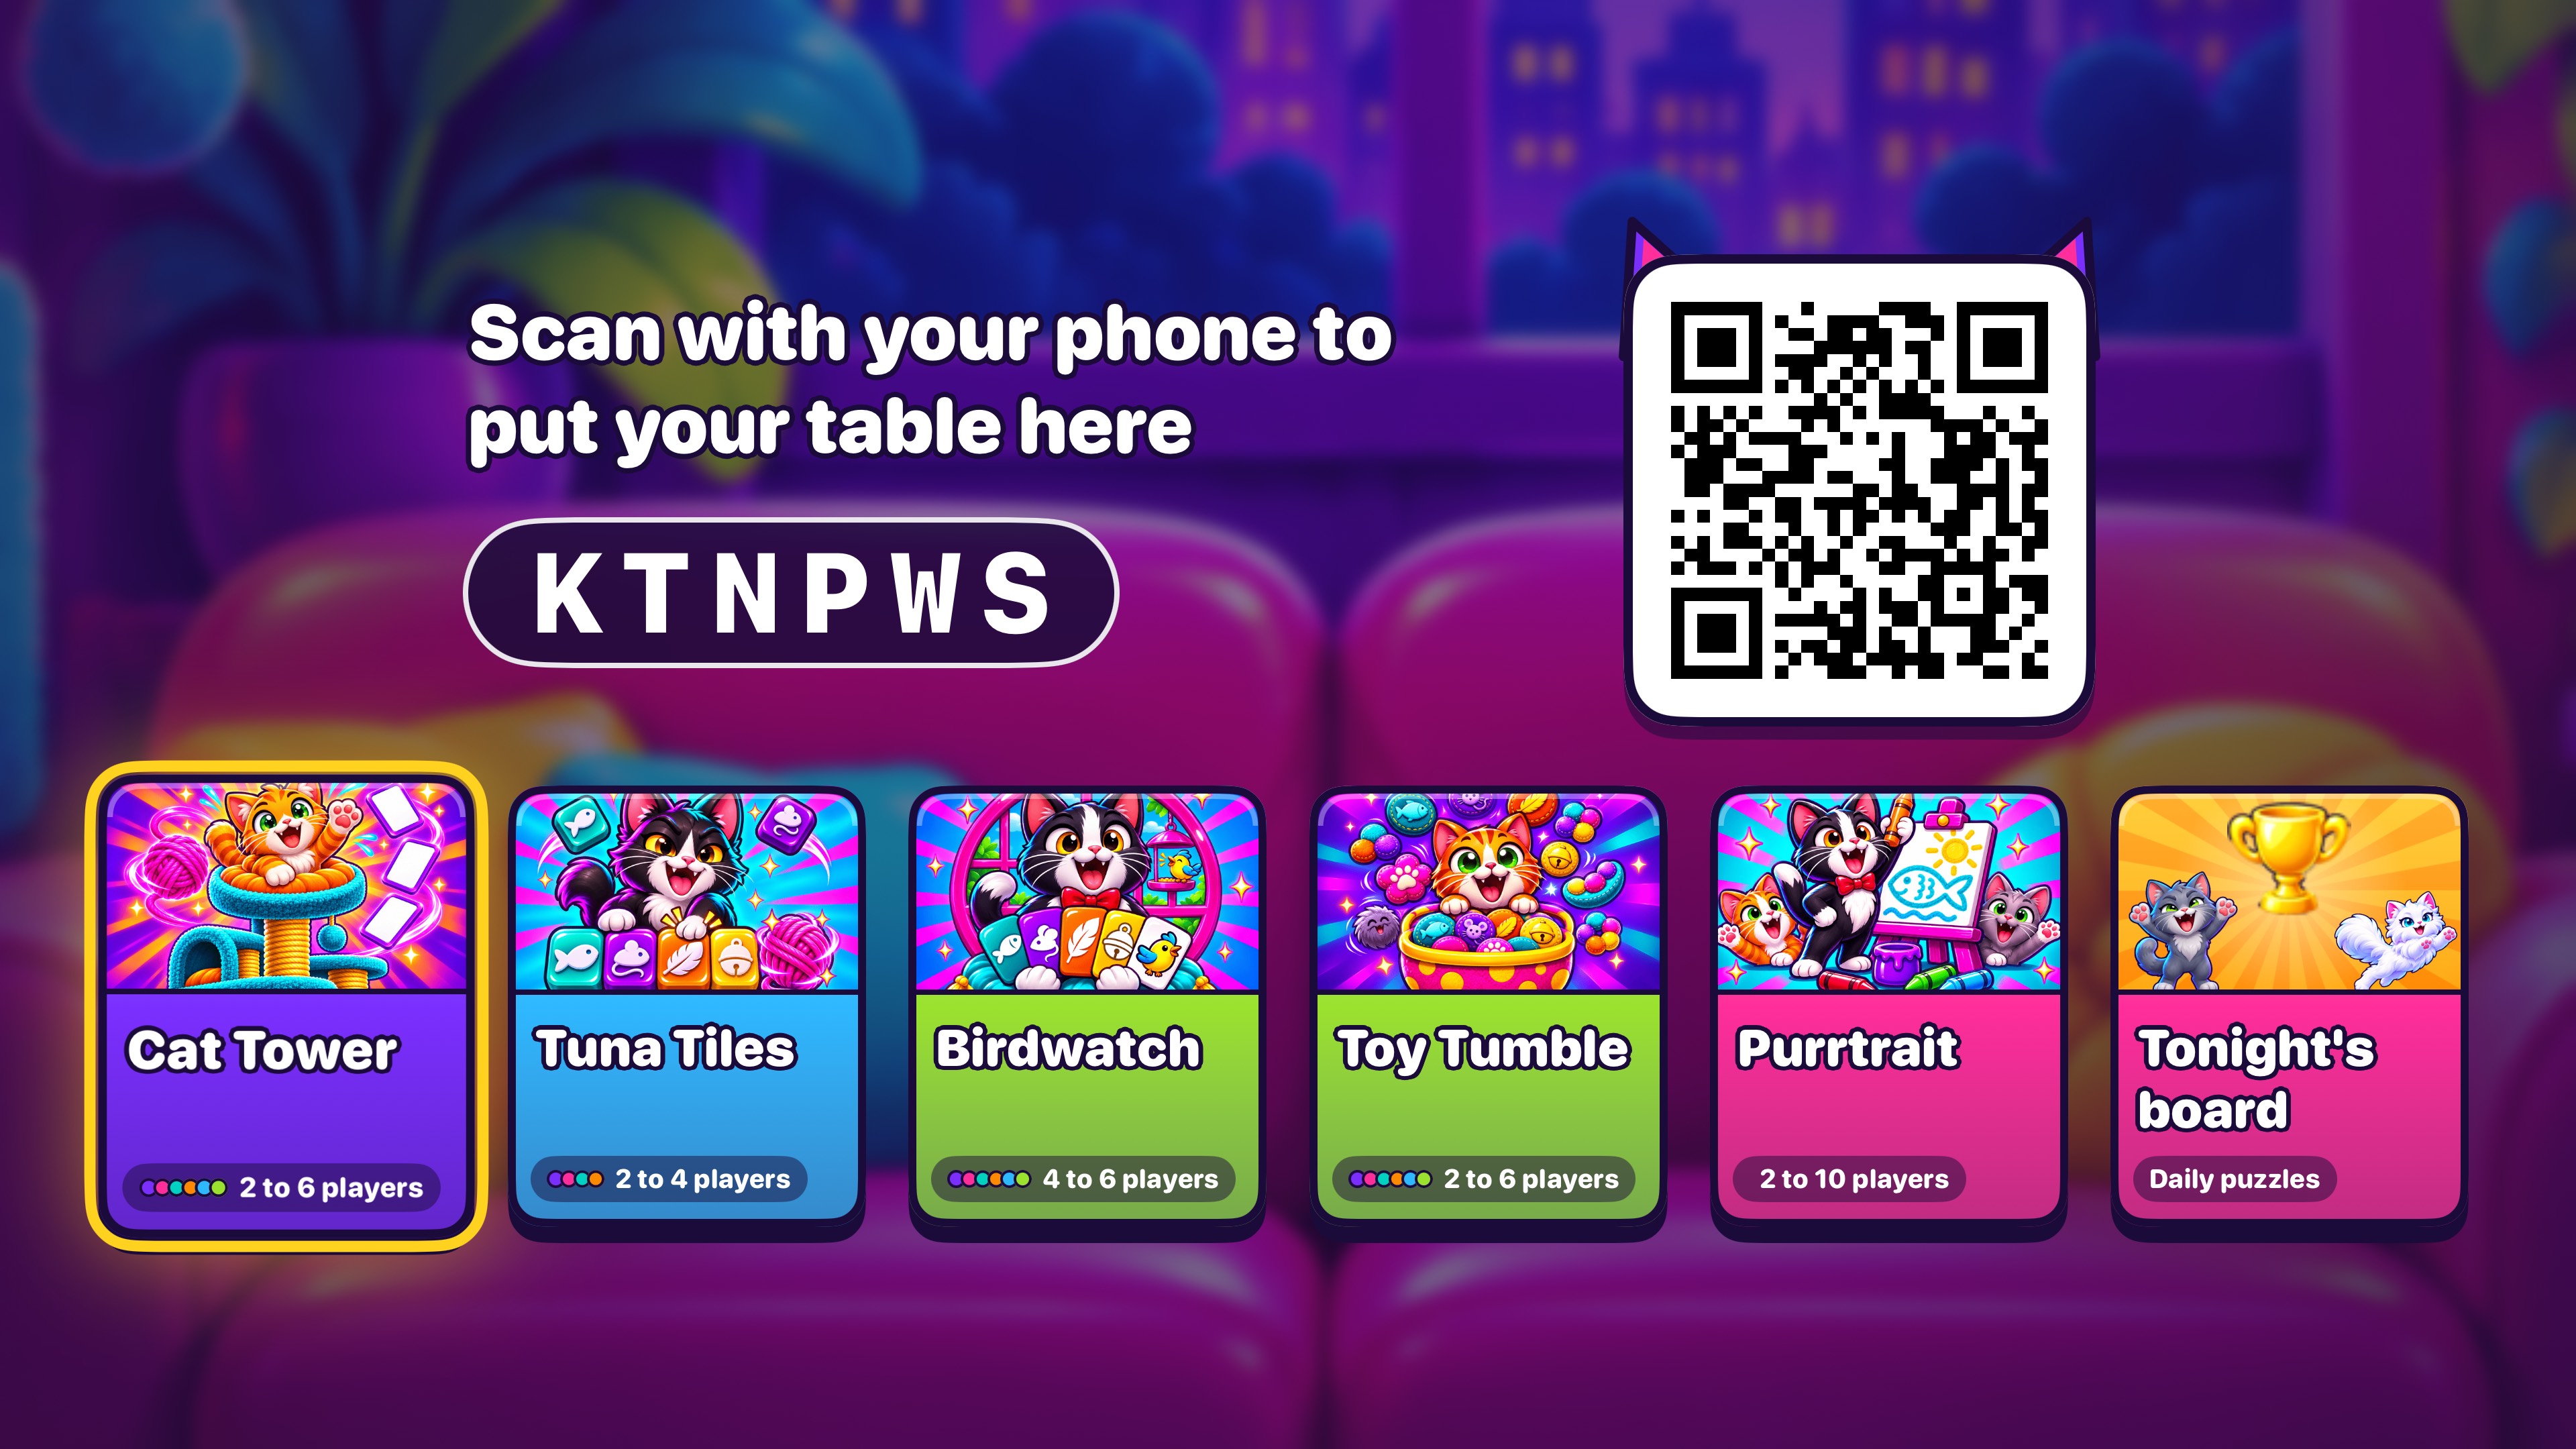 Scan with your phone to
put your table here
KTNPWS
Cat Tower
2 to 6 players
Tuna Tiles
2 to 4 players
Birdwatch
4 to 6 players
Toy Tumble
2 to 6 players
Purrtrait
2 to 10 players
Tonight's
board
Daily puzzles